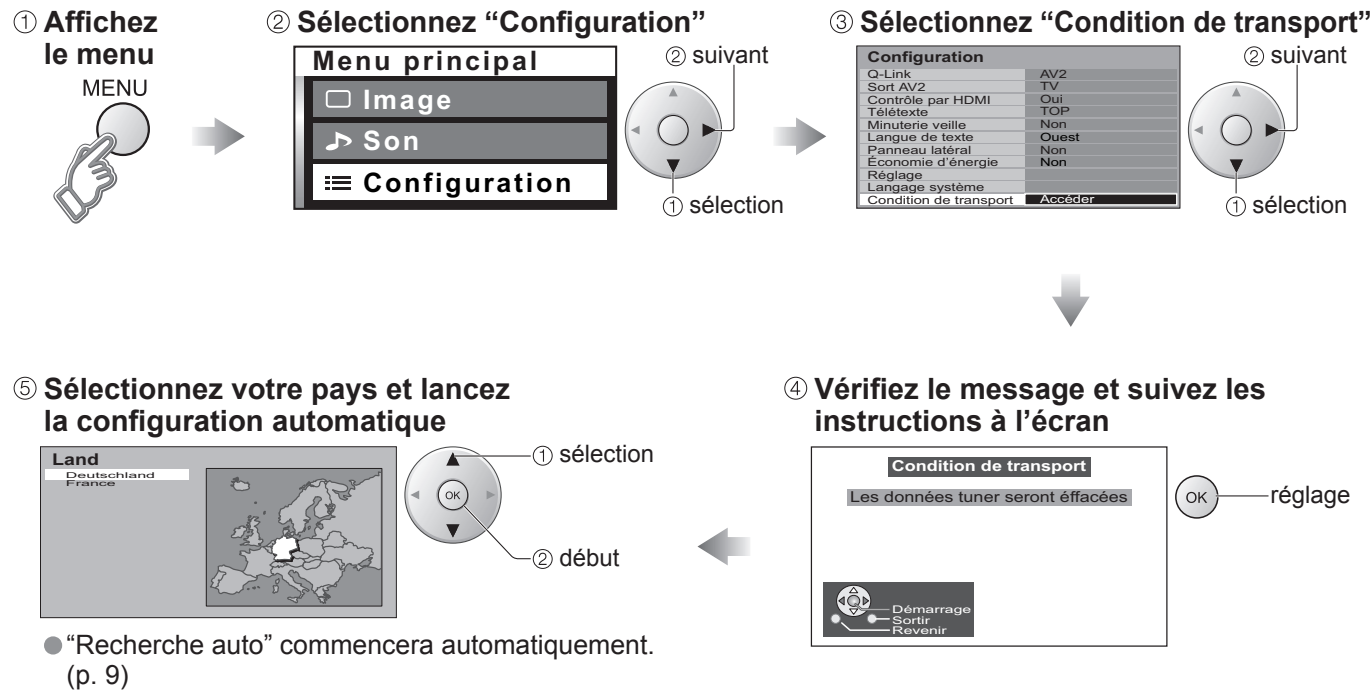 ① Affichez
le menu
MENU
② Sélectionnez “Configuration”
Menu principal
Image
Son
Configuration
② suivant
① sélection
③ Sélectionnez “Condition de transport”
Configuration
Q-Link AV2
Sort AV2 TV
Contrôle par HDMI Oui
Télétexte TOP
Minuterie veille Non
Langue de texte Ouest
Panneau latéral Non
Économie d’énergie Non
Réglage
Langage système
Condition de transport Accéder
② suivant
① sélection
④ Vérifiez le message et suivez les
instructions à l’écran
Condition de transport
Les données tuner seront éffacées
Démarrage
Sortir
Revenir
OK
réglage
⑤ Sélectionnez votre pays et lancez
la configuration automatique
Land
Deutschland
France
① sélection
OK
② début
● “Recherche auto” commencera automatiquement.
(p. 9)